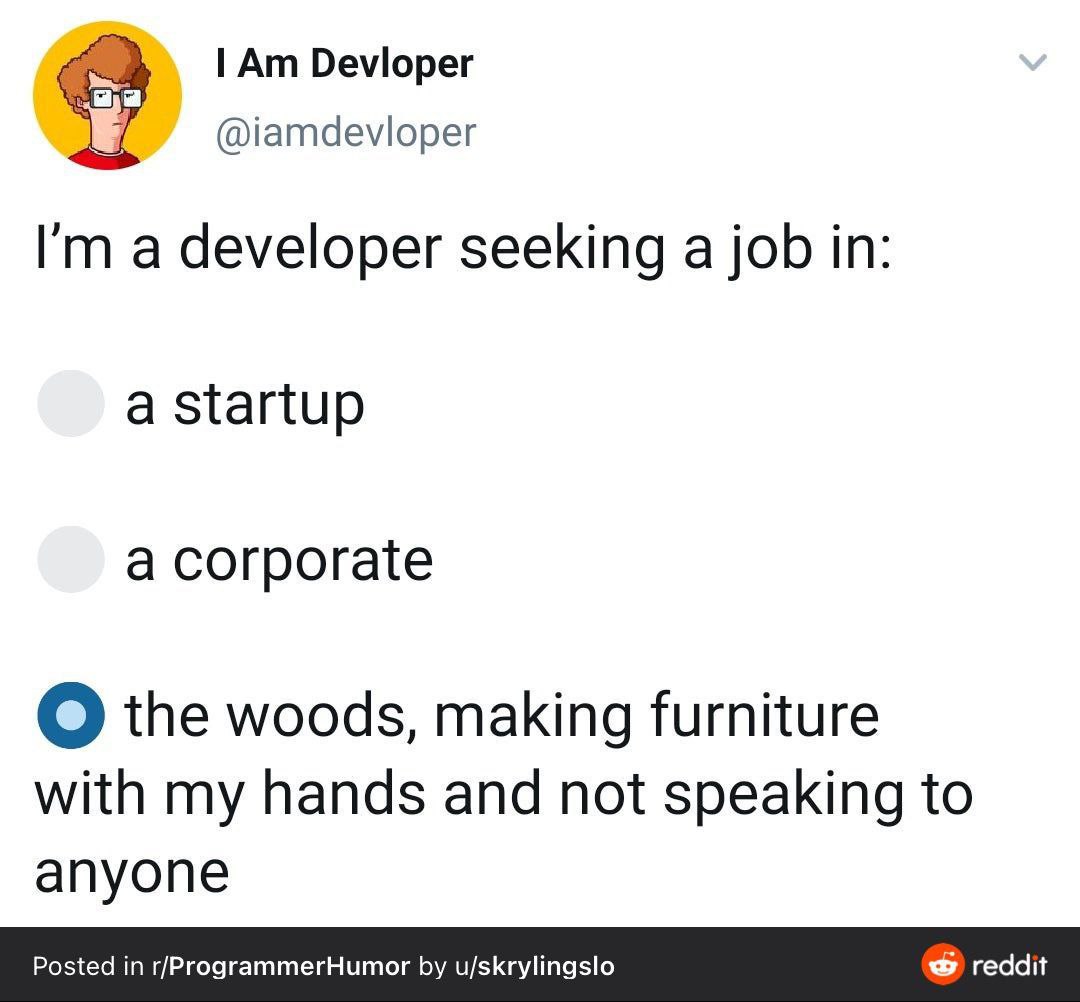 I Am Devloper
@iamdevloper
I’m a developer seeking a job in:
a startup
a corporate
the woods, making furniture
with my hands and not speaking to
anyone
Posted in r/ProgrammerHumor by u/skrylingslo
reddit